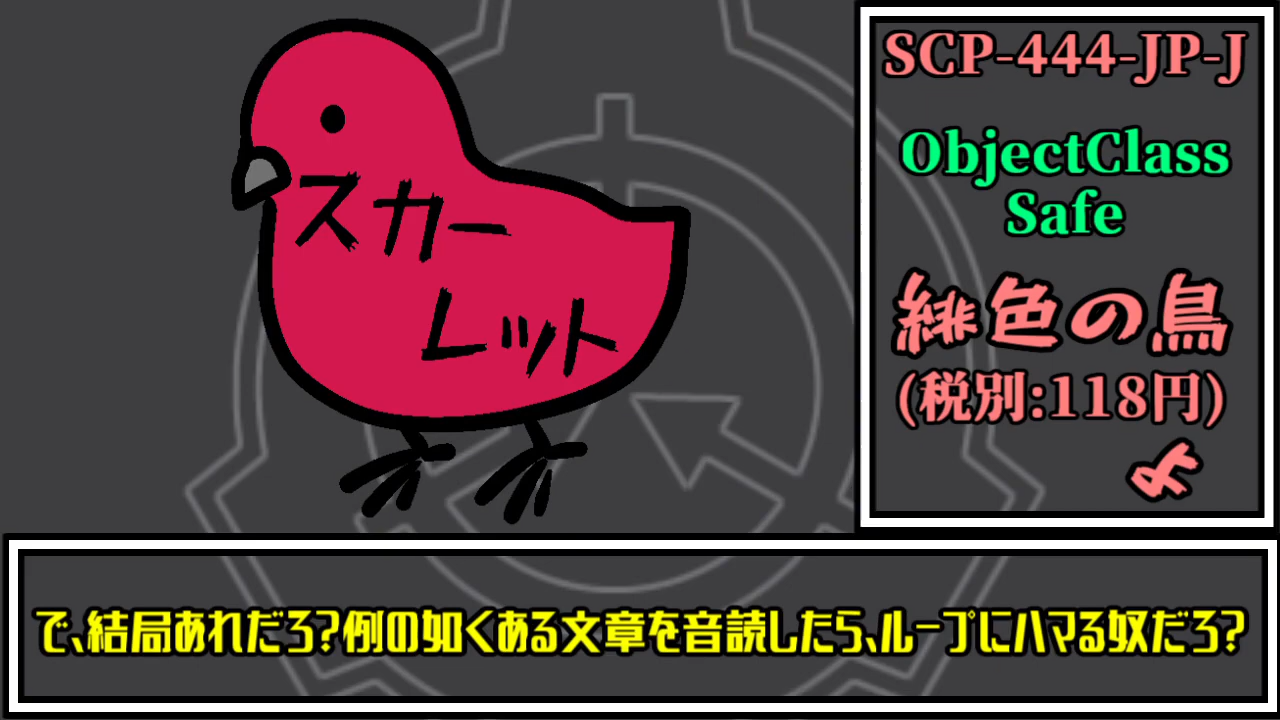 スカー
レット
SCP-444-JP-J
ObjectClass
Safe
緋色の鳥
(税別:118円)
よ
で、結局あれだろ?例の如くある文章を音読したら、ループにハマる奴だろ?